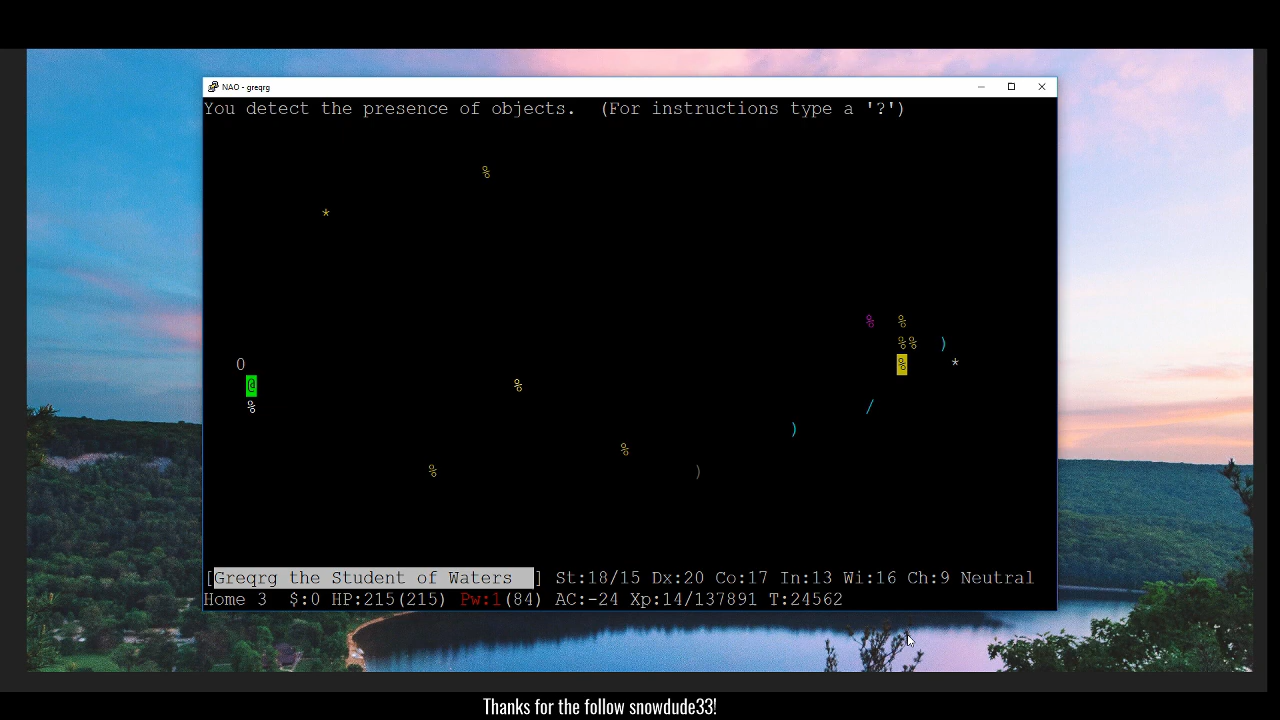 NAO - greqrg
You detect the presence of objects. (For instructions type a '?')
%
*
% %
%% )
0 % *
@ %
% /
)
%
% )
[Greqrg the Student of Waters ] St:18/15 Dx:20 Co:17 In:13 Wi:16 Ch:9 Neutral
Home 3 $:0 HP:215(215) Pw:1(84) AC:-24 Xp:14/137891 T:24562
Thanks for the follow snowdude33!